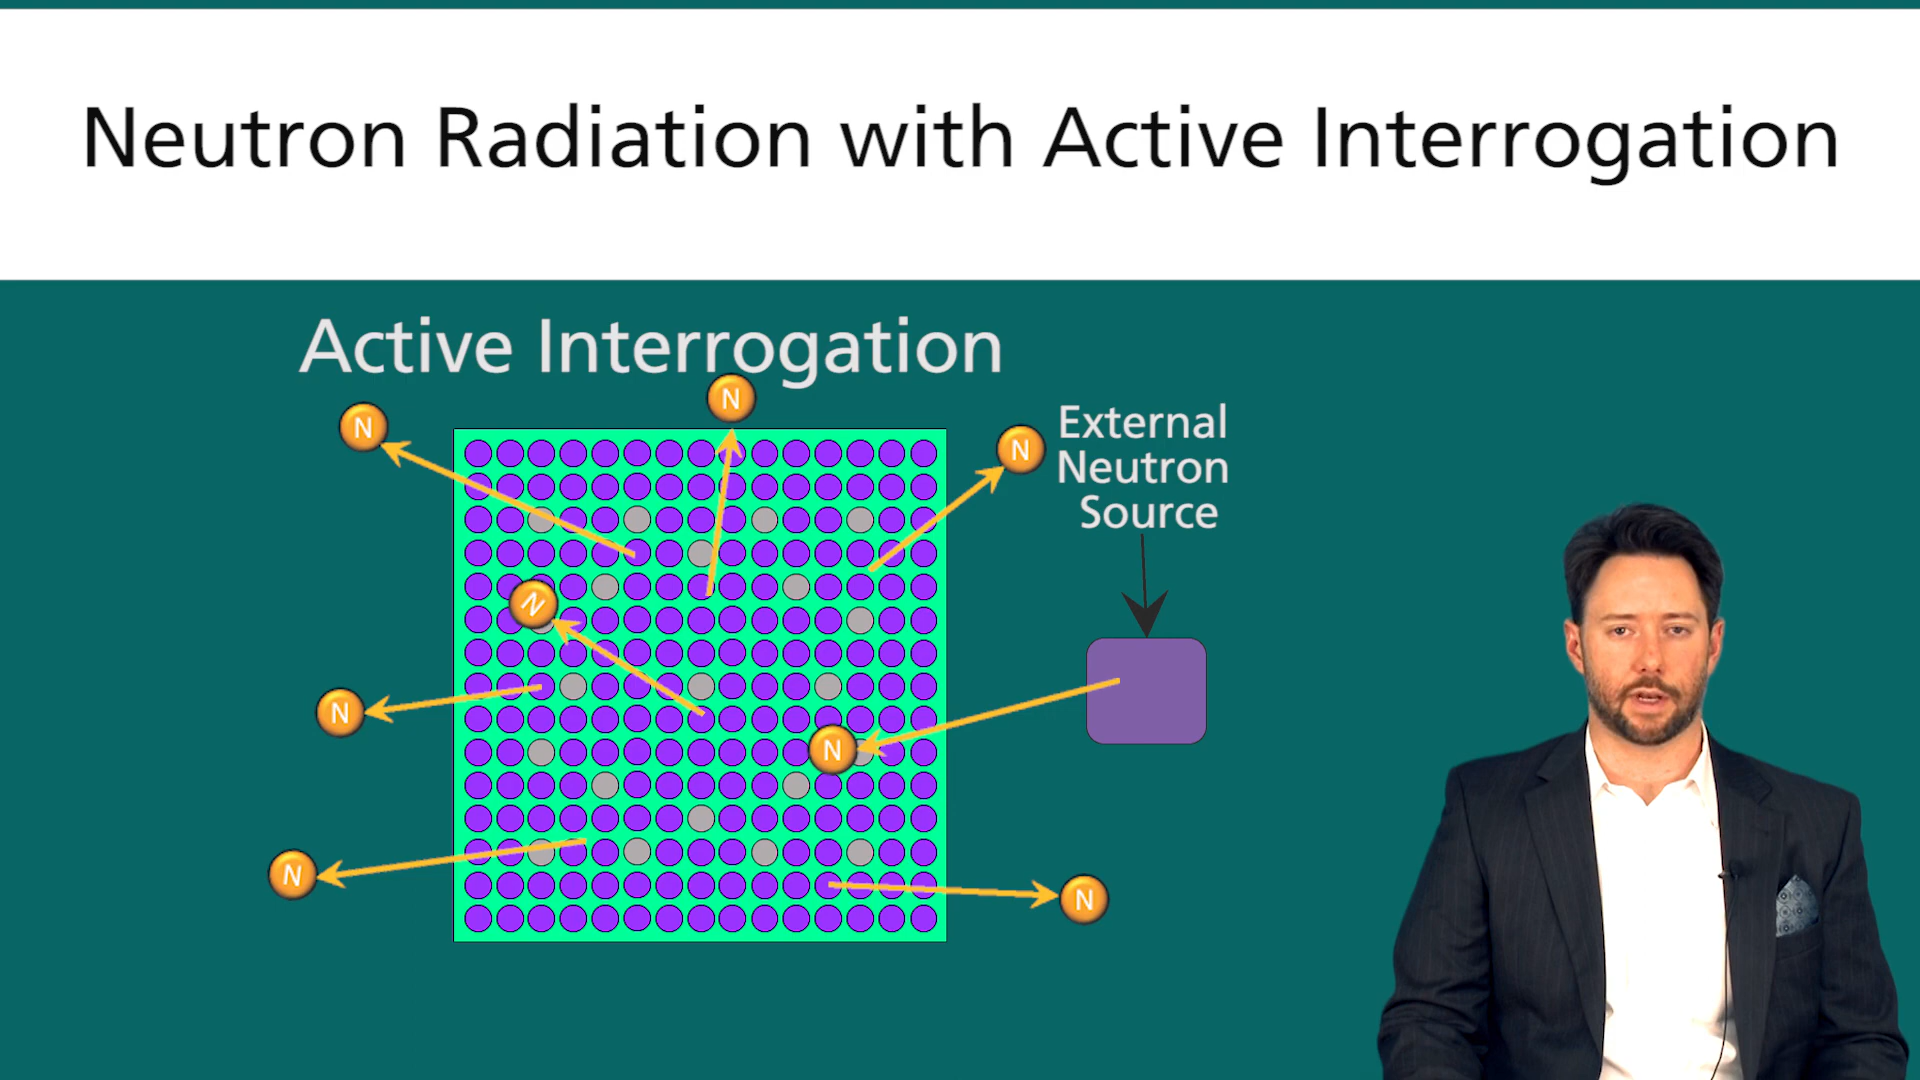 Neutron Radiation with Active Interrogation
Active Interrogation
N
N
N
External
Neutron
Source
N
N
N
N
N